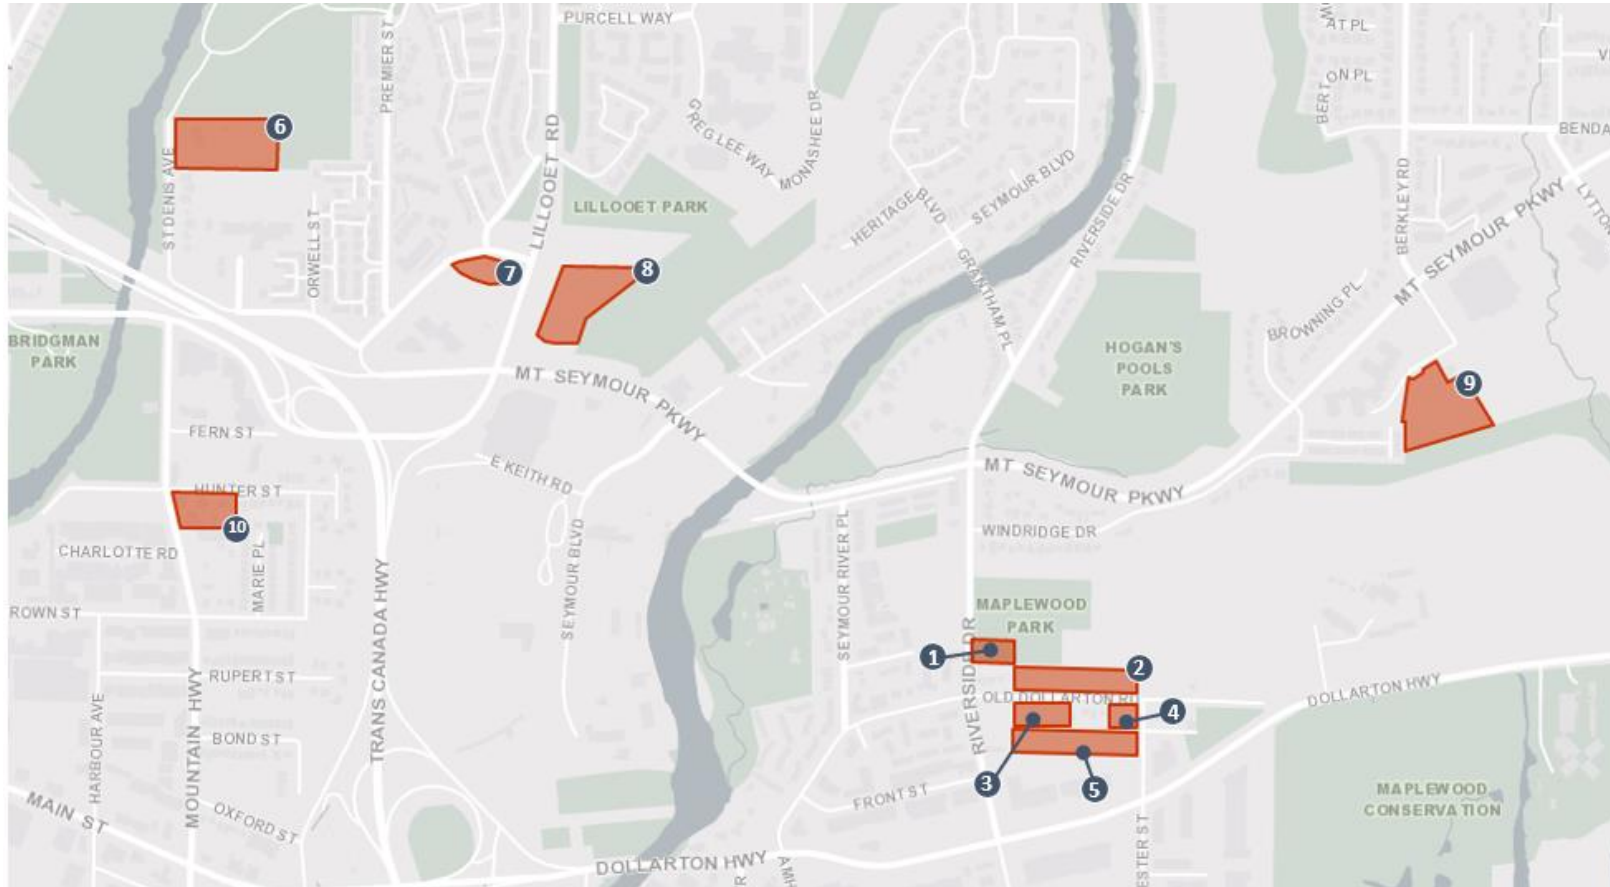 PURCELL WAY
AT PL
ON PL
BERT
BENDA
PREMIER ST
6
ST DENIS AVE
LILLOOET RD
GREG LEE WAY
MONASHEE DR
LILLOOET PARK
HERITAGE
BLVD
SEYMOUR BLVD
RIVERSIDE DR
BERKLEY RD
LYTTON
MT SEYMOUR PKWY
ORWELL ST
7
8
GRANTHAM PL
BROWNING PL
BRIDGMAN
PARK
HOGAN'S
POOLS
PARK
9
MT SEYMOUR PKWY
FERN ST
E KEITH RD
MT SEYMOUR PKWY
HUNTER ST
10
WINDRIDGE DR
CHARLOTTE RD
MARIE PL
SEYMOUR BLVD
SEYMOUR RIVER PL
TRANS CANADA HWY
MAPLEWOOD
PARK
ROWN ST
RIVERSIDE DR
1
2
RUPERT ST
OLD DOLLARTON RD
DOLLARTON HWY
HARBOUR AVE
MOUNTAIN HWY
BOND ST
4
3
5
FRONT ST
MAPLEWOOD
CONSERVATION
MAIN ST
OXFORD ST
DOLLARTON HWY
AMH
R
ESTER ST